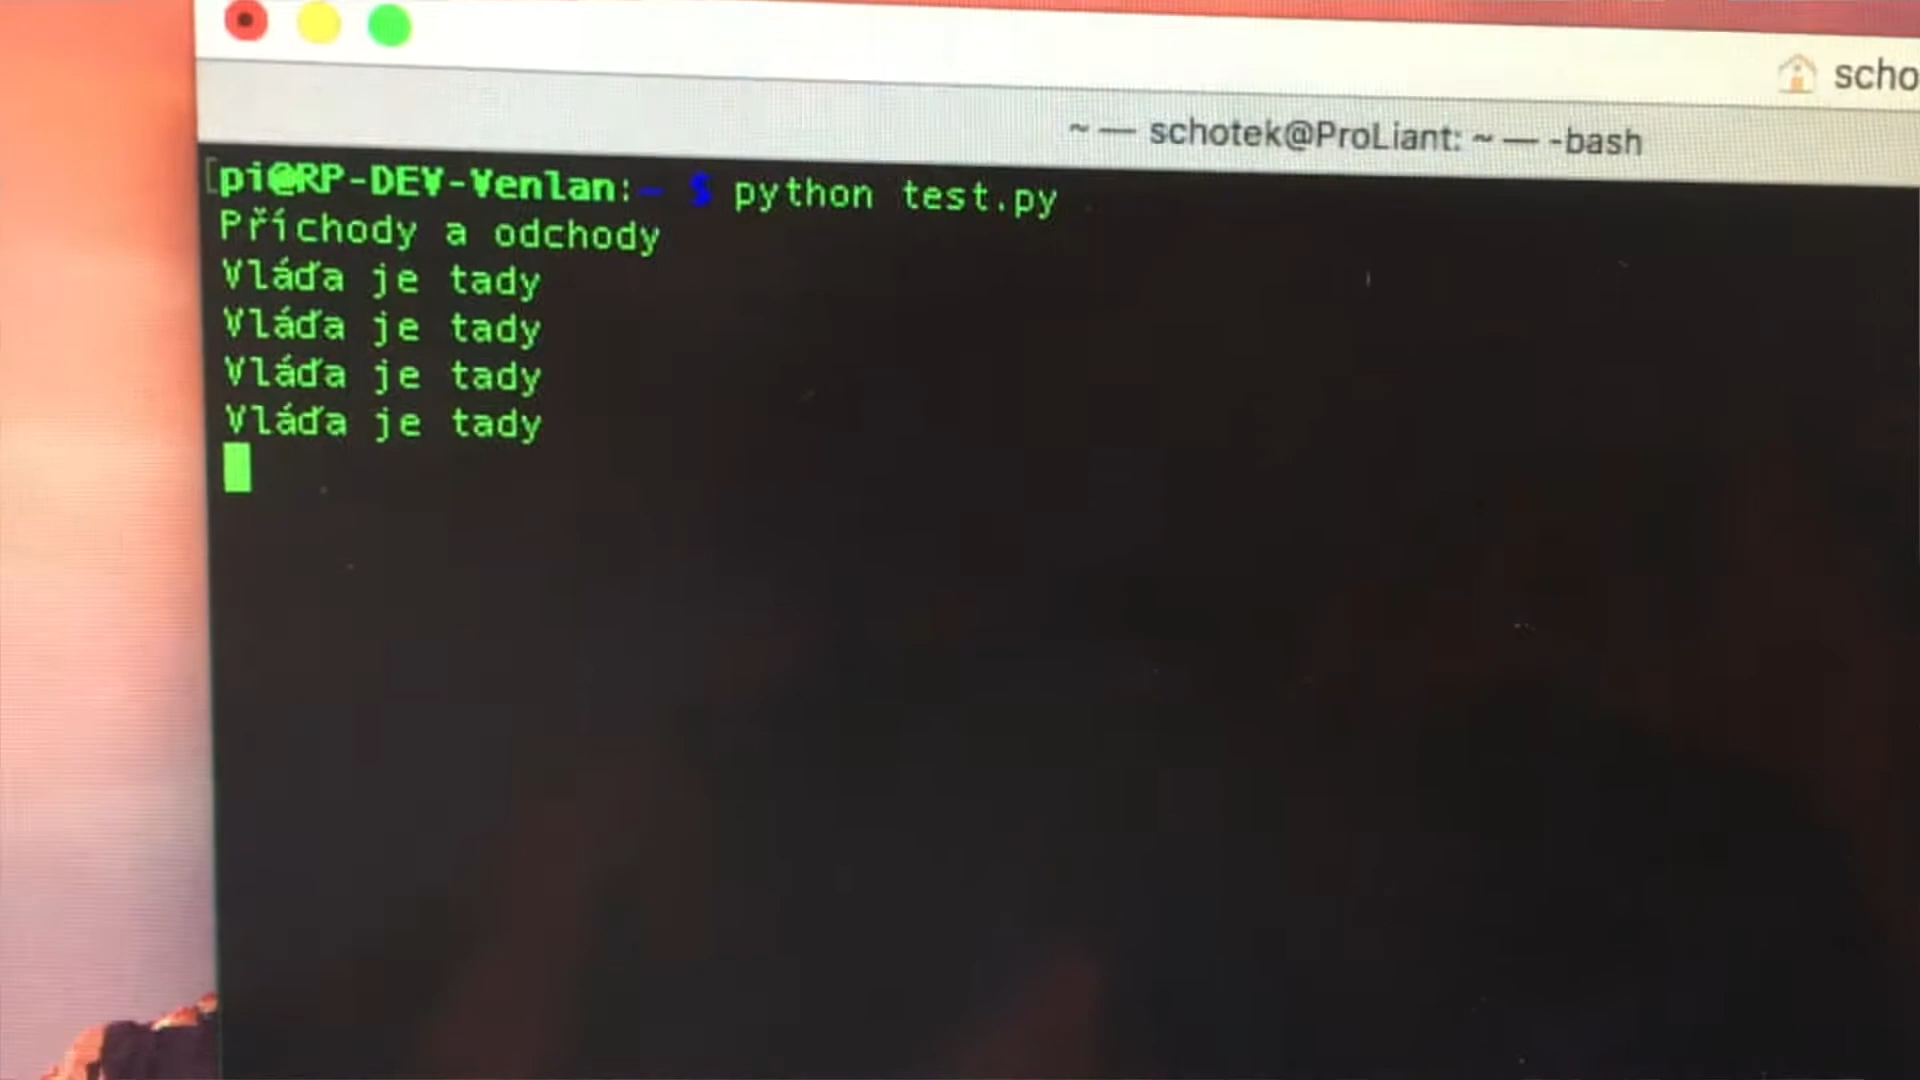 scho
~ — schotek@ProLiant: ~ — -bash
pi@RP-DEV-Venlan:~ $ python test.py
Příchody a odchody
Vláďa je tady
Vláďa je tady
Vláďa je tady
Vláďa je tady